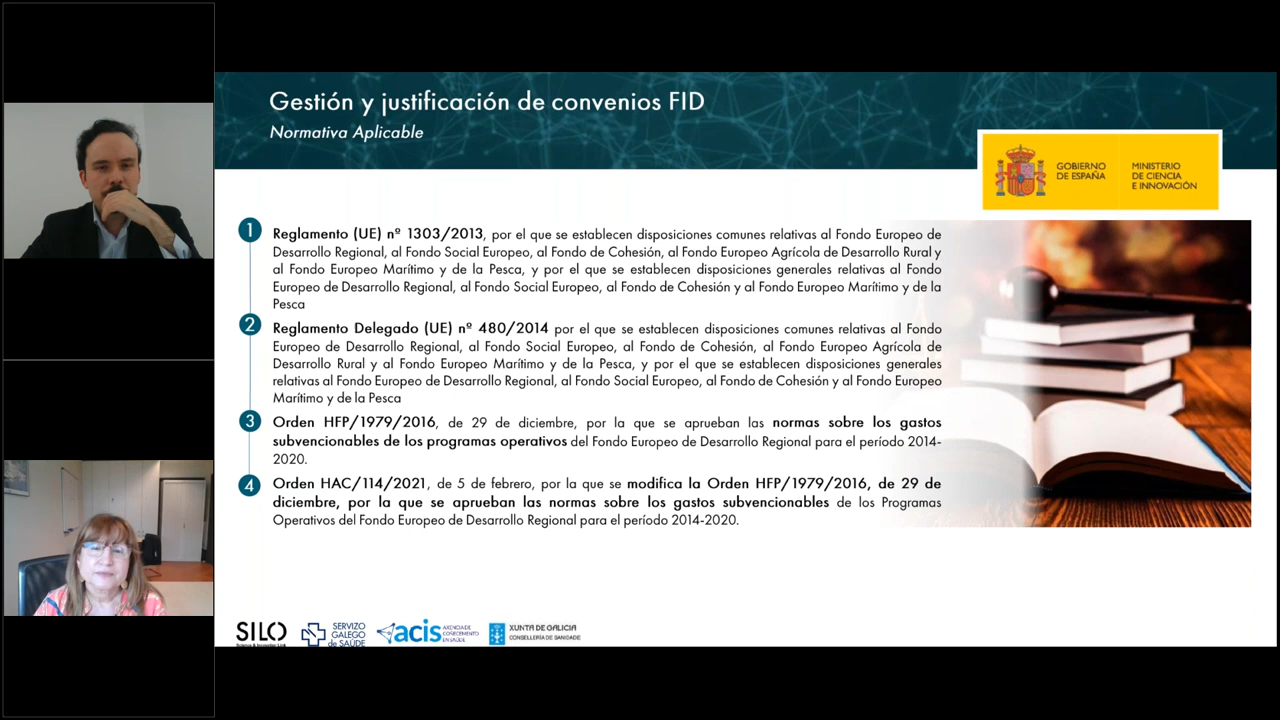 Gestión y justificación de convenios FID
Normativa Aplicable
GOBIERNO
DE ESPAÑA
MINISTERIO
DE CIENCIA
E INNOVACIÓN
1
Reglamento (UE) nº 1303/2013, por el que se establecen disposiciones comunes relativas al Fondo Europeo de
Desarrollo Regional, al Fondo Social Europeo, al Fondo de Cohesión, al Fondo Europeo Agrícola de Desarrollo Rural y
al Fondo Europeo Marítimo y de la Pesca, y por el que se establecen disposiciones generales relativas al Fondo
Europeo de Desarrollo Regional, al Fondo Social Europeo, al Fondo de Cohesión y al Fondo Europeo Marítimo y de la
Pesca
2
Reglamento Delegado (UE) nº 480/2014 por el que se establecen disposiciones comunes relativas al Fondo
Europeo de Desarrollo Regional, al Fondo Social Europeo, al Fondo de Cohesión, al Fondo Europeo Agrícola de
Desarrollo Rural y al Fondo Europeo Marítimo y de la Pesca, y por el que se establecen disposiciones generales
relativas al Fondo Europeo de Desarrollo Regional, al Fondo Social Europeo, al Fondo de Cohesión y al Fondo Europeo
Marítimo y de la Pesca
3
Orden HFP/1979/2016, de 29 de diciembre, por la que se aprueban las normas sobre los gastos
subvencionables de los programas operativos del Fondo Europeo de Desarrollo Regional para el período 2014-
2020.
4
Orden HAC/114/2021, de 5 de febrero, por la que se modifica la Orden HFP/1979/2016, de 29 de
diciembre, por la que se aprueban las normas sobre los gastos subvencionables de los Programas
Operativos del Fondo Europeo de Desarrollo Regional para el período 2014-2020.
SILO
Science & Innovation Link
SERVIZO
GALEGO
de SAÚDE
acis
AXENCIA DE
COÑECEMENTO
EN SAÚDE
XUNTA DE GALICIA
CONSELLERÍA DE SANIDADE